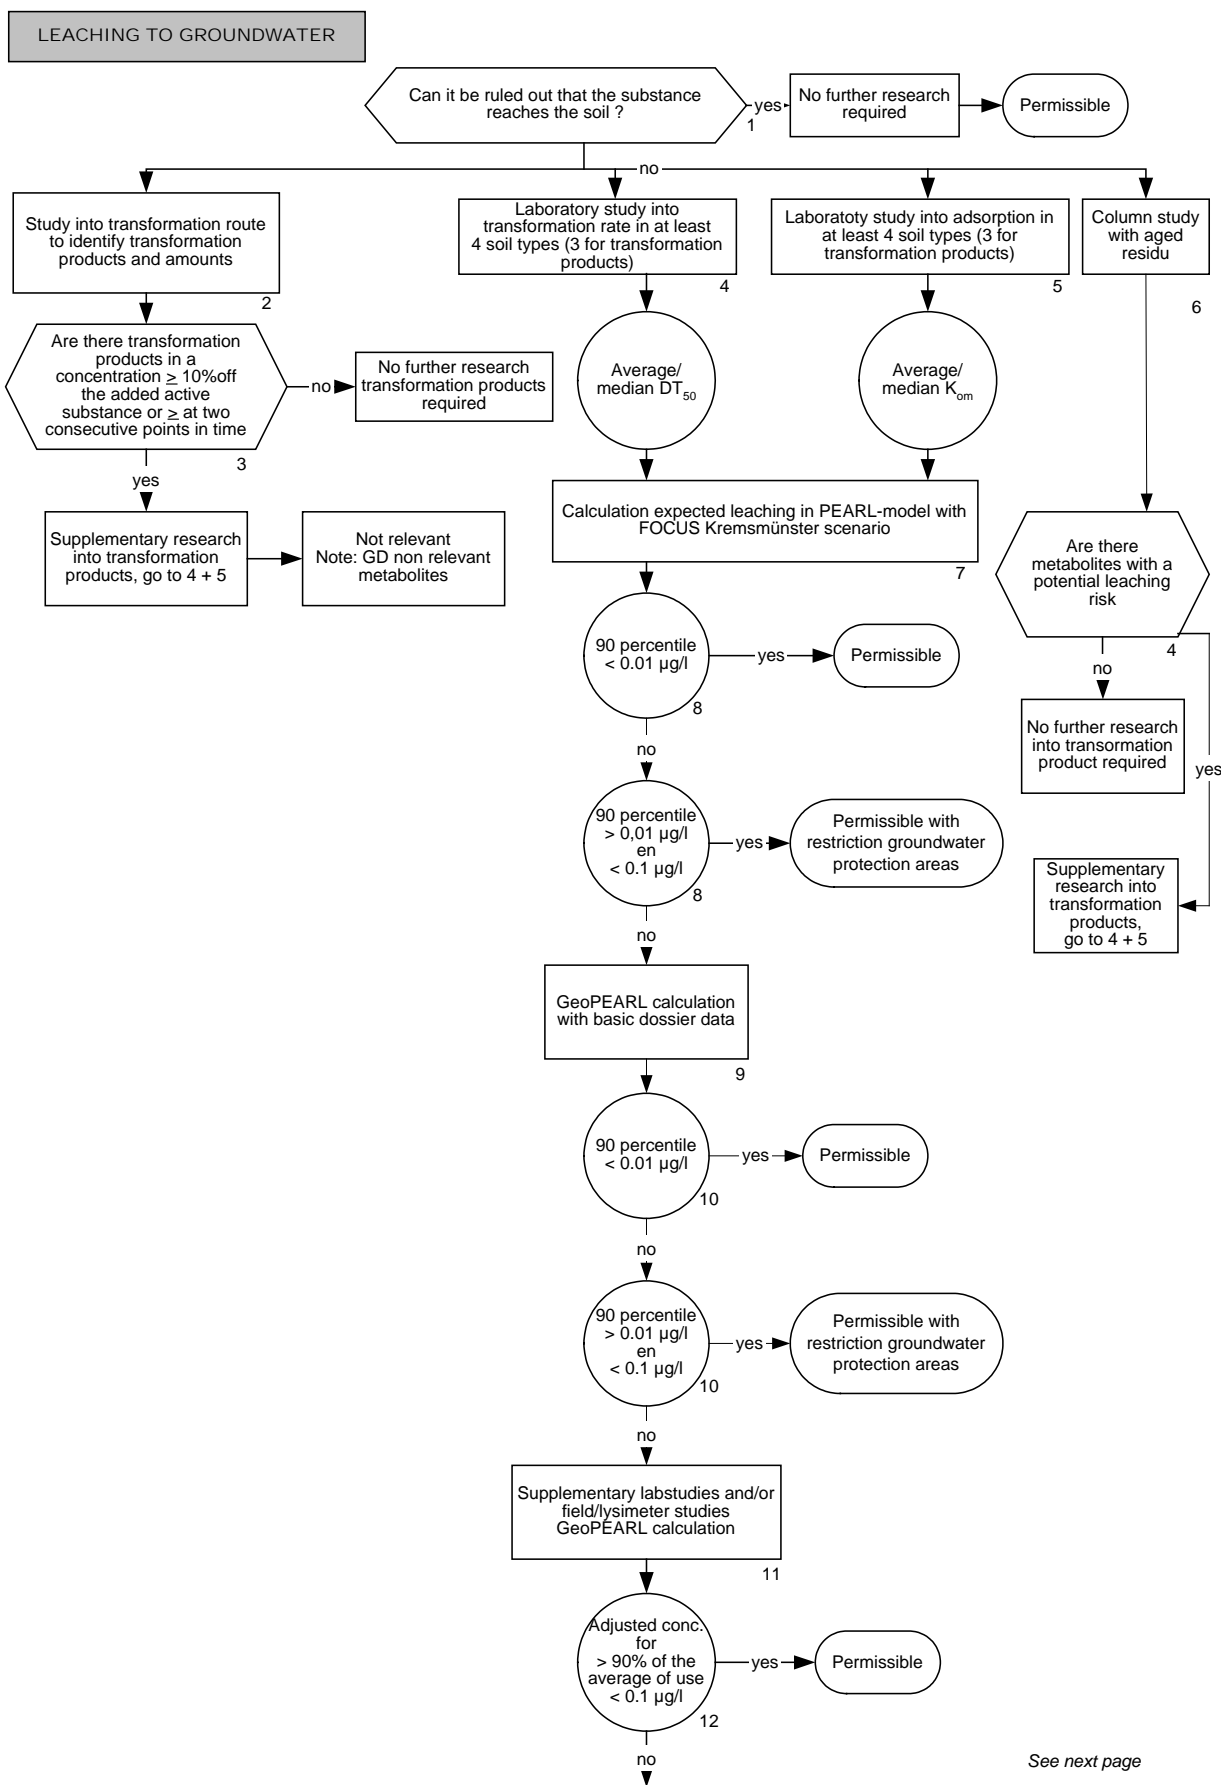 LEACHING TO GROUNDWATER
Can it be ruled out that the substance
reaches the soil ?
1
yes
No further research
required
Permissible
no
Study into transformation route
to identify transformation
products and amounts
2
Laboratory study into
transformation rate in at least
4 soil types (3 for transformation
products)
4
Laboratoty study into adsorption in
at least 4 soil types (3 for
transformation products)
5
Column study
with aged
residu
6
Are there transformation
products in a
concentration ≥ 10%off
the added active
substance or ≥ at two
consecutive points in time
3
no
No further research
transformation products
required
Average/
median DT50
Average/
median Kom
yes
Supplementary research
into transformation
products, go to 4 + 5
Not relevant
Note: GD non relevant
metabolites
Calculation expected leaching in PEARL-model with
FOCUS Kremsmünster scenario
7
Are there
metabolites with a
potential leaching
risk
4
no
No further research
into transormation
product required
yes
Supplementary
research into
transformation
products,
go to 4 + 5
90 percentile
< 0.01 µg/l
8
yes
Permissible
no
90 percentile
> 0,01 µg/l
en
< 0.1 µg/l
8
yes
Permissible with
restriction groundwater
protection areas
no
GeoPEARL calculation
with basic dossier data
9
90 percentile
< 0.01 µg/l
10
yes
Permissible
no
90 percentile
> 0.01 µg/l
en
< 0.1 µg/l
10
yes
Permissible with
restriction groundwater
protection areas
no
Supplementary labstudies and/or
field/lysimeter studies
GeoPEARL calculation
11
Adjusted conc.
for
> 90% of the
average of use
< 0.1 µg/l
12
yes
Permissible
no
See next page